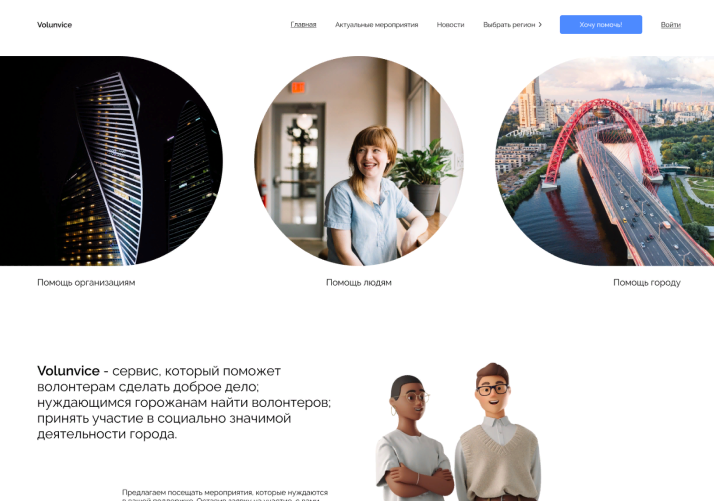 Volunvice
Главная
Актуальные мероприятия
Новости
Выбрать регион
Хочу помочь!
Войти
Помощь организациям
Помощь людям
Помощь городу
Volunvice - сервис, который поможет
волонтерам сделать доброе дело;
нуждающимся горожанам найти волонтеров;
принять участие в социально значимой
деятельности города.
Предлагаем посещать мероприятия, которые нуждаются